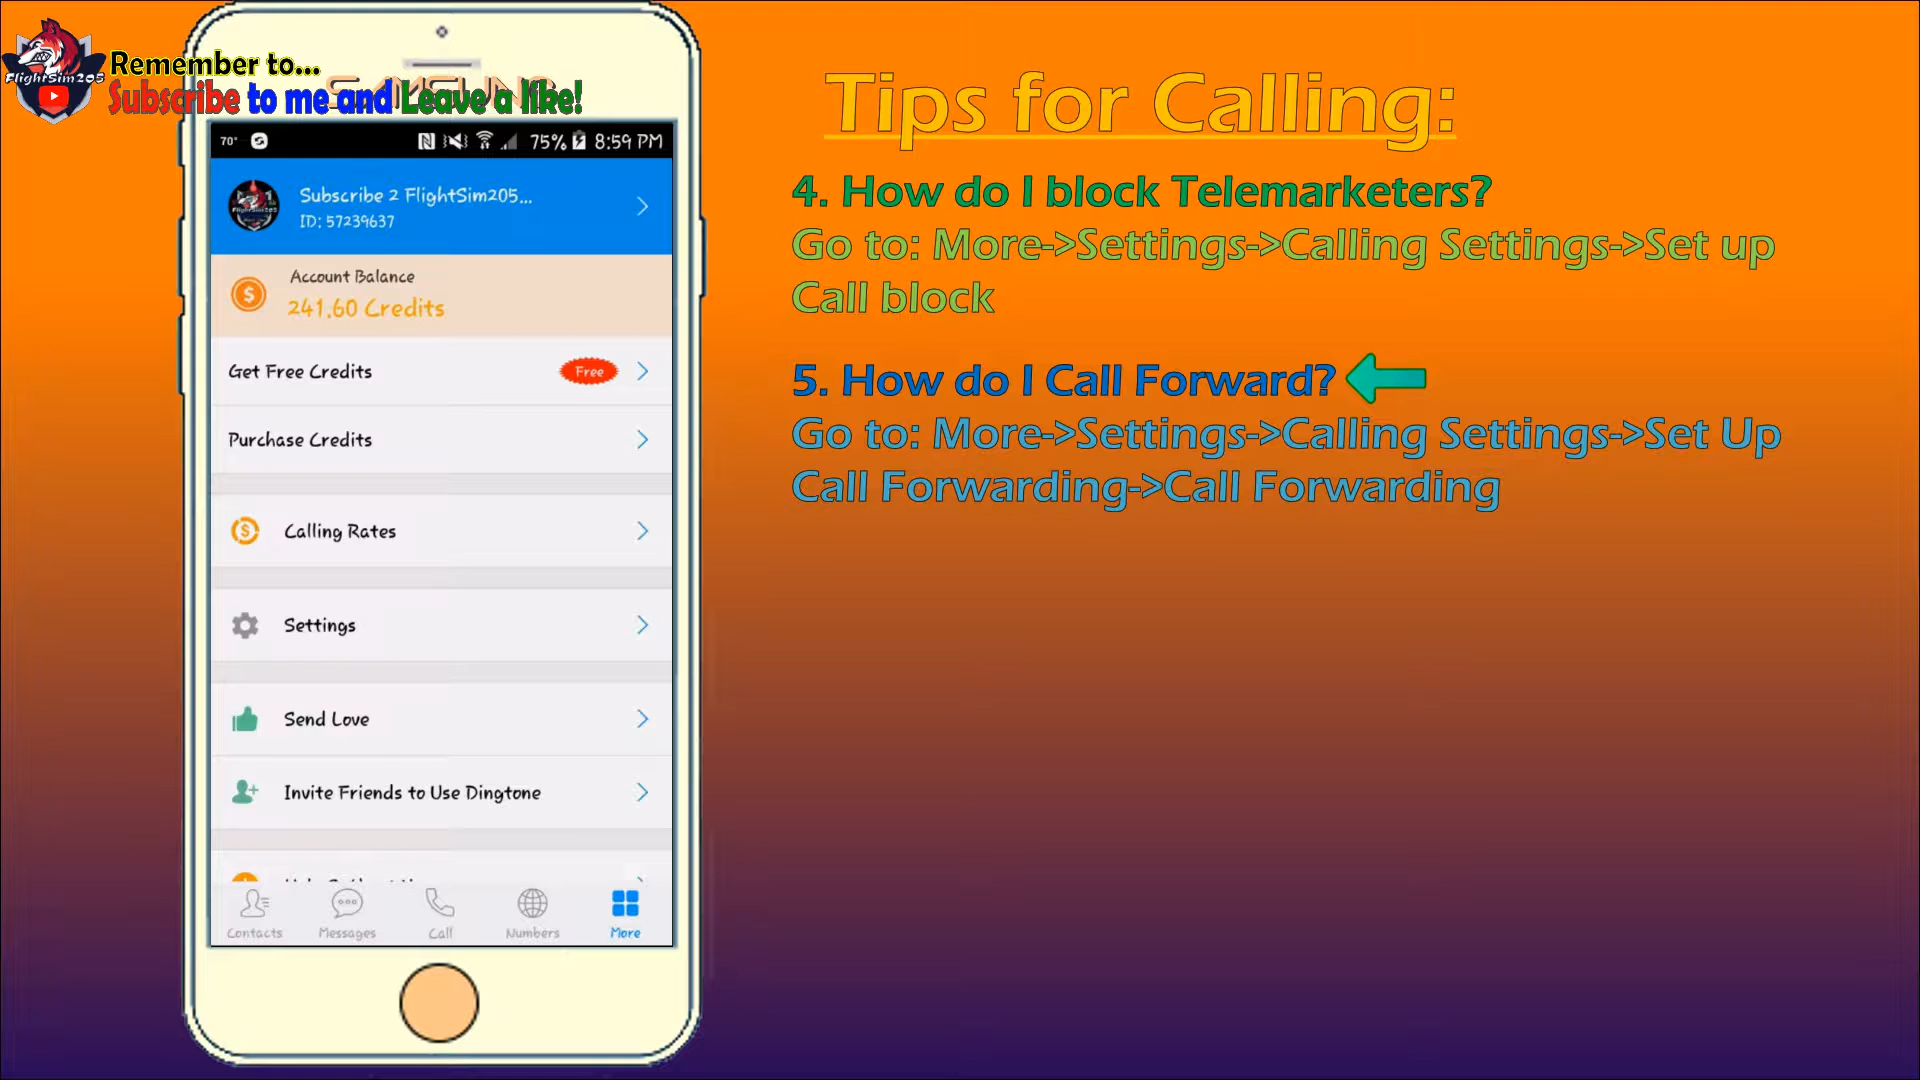 FlightSim205
Remember to...
Subscribe to me and Leave a like!
70°
75%
8:59 PM
Subscribe 2 FlightSim205...
ID: 57239637
Account Balance
241.60 Credits
Get Free Credits
Free
Purchase Credits
Calling Rates
Settings
Send Love
Invite Friends to Use Dingtone
Contacts
Messages
Call
Numbers
More
Tips for Calling:
4. How do I block Telemarketers?
Go to: More->Settings->Calling Settings->Set up
Call block
5. How do I Call Forward?
Go to: More->Settings->Calling Settings->Set Up
Call Forwarding->Call Forwarding